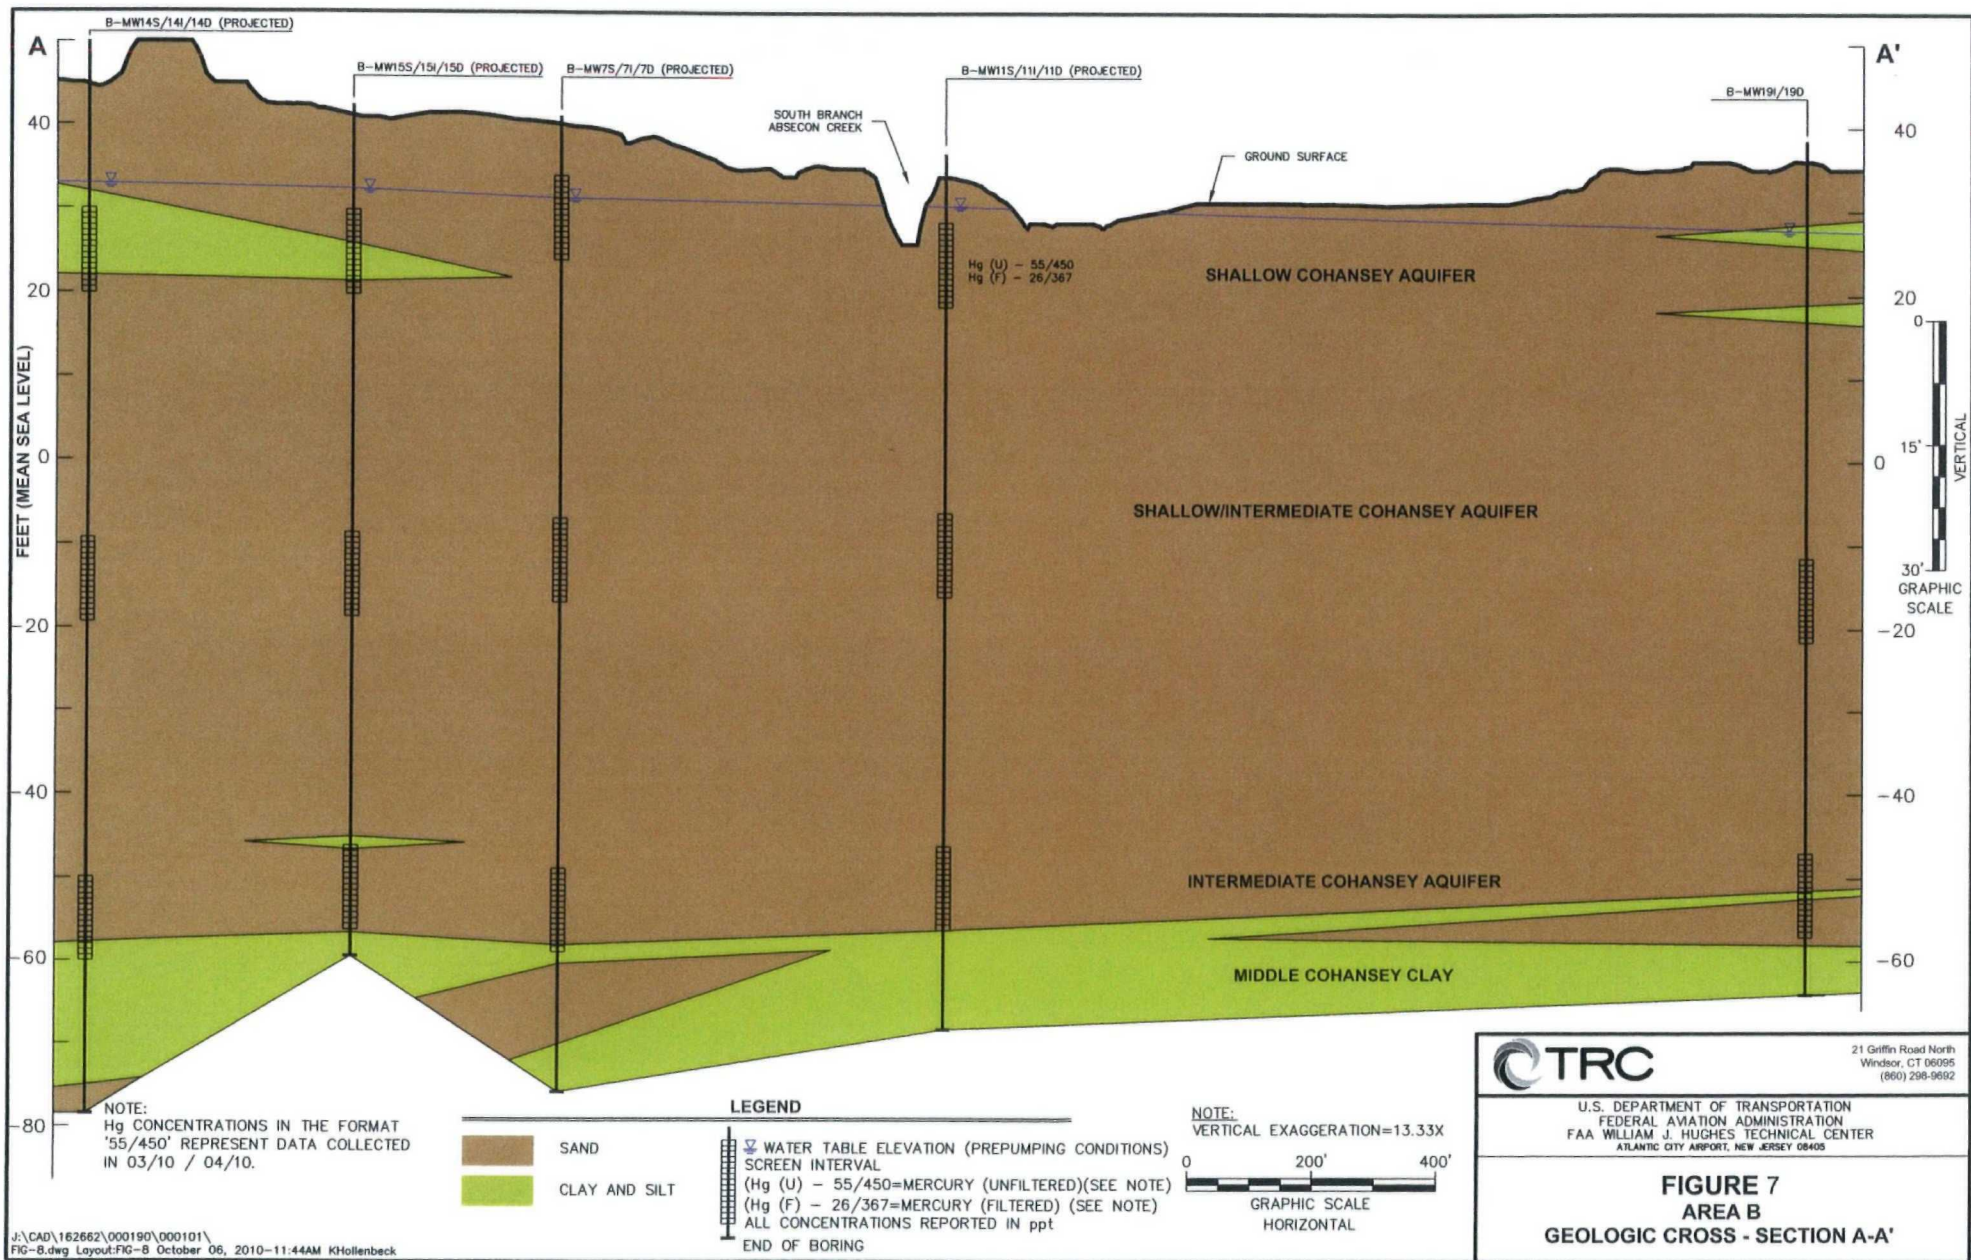 B-MW14S/14I/14D (PROJECTED)
A
B-MW15S/15I/15D (PROJECTED)
B-MW7S/7I/7D (PROJECTED)
B-MW11S/11I/11D (PROJECTED)
A'
B-MW19I/19D
SOUTH BRANCH
ABSECON CREEK
GROUND SURFACE
40
40
Hg (U) - 55/450
Hg (F) - 26/367
SHALLOW COHANSEY AQUIFER
20
20
0
FEET (MEAN SEA LEVEL)
0
0
15'
VERTICAL
SHALLOW/INTERMEDIATE COHANSEY AQUIFER
30'
GRAPHIC
SCALE
-20
-20
-40
-40
INTERMEDIATE COHANSEY AQUIFER
-60
-60
MIDDLE COHANSEY CLAY
-80
NOTE:
Hg CONCENTRATIONS IN THE FORMAT
'55/450' REPRESENT DATA COLLECTED
IN 03/10 / 04/10.
LEGEND
SAND
CLAY AND SILT
WATER TABLE ELEVATION (PREPUMPING CONDITIONS)
SCREEN INTERVAL
(Hg (U) - 55/450=MERCURY (UNFILTERED)(SEE NOTE)
(Hg (F) - 26/367=MERCURY (FILTERED) (SEE NOTE)
ALL CONCENTRATIONS REPORTED IN ppt
END OF BORING
NOTE:
VERTICAL EXAGGERATION=13.33X
0 200' 400'
GRAPHIC SCALE
HORIZONTAL
TRC
21 Griffin Road North
Windsor, CT 06095
(860) 298-9692
U.S. DEPARTMENT OF TRANSPORTATION
FEDERAL AVIATION ADMINISTRATION
FAA WILLIAM J. HUGHES TECHNICAL CENTER
ATLANTIC CITY AIRPORT, NEW JERSEY 08405
FIGURE 7
AREA B
GEOLOGIC CROSS - SECTION A-A'
J:\CAD\162662\000190\000101\
FIG-8.dwg Layout:FIG-8 October 06, 2010-11:44AM KHollenbeck